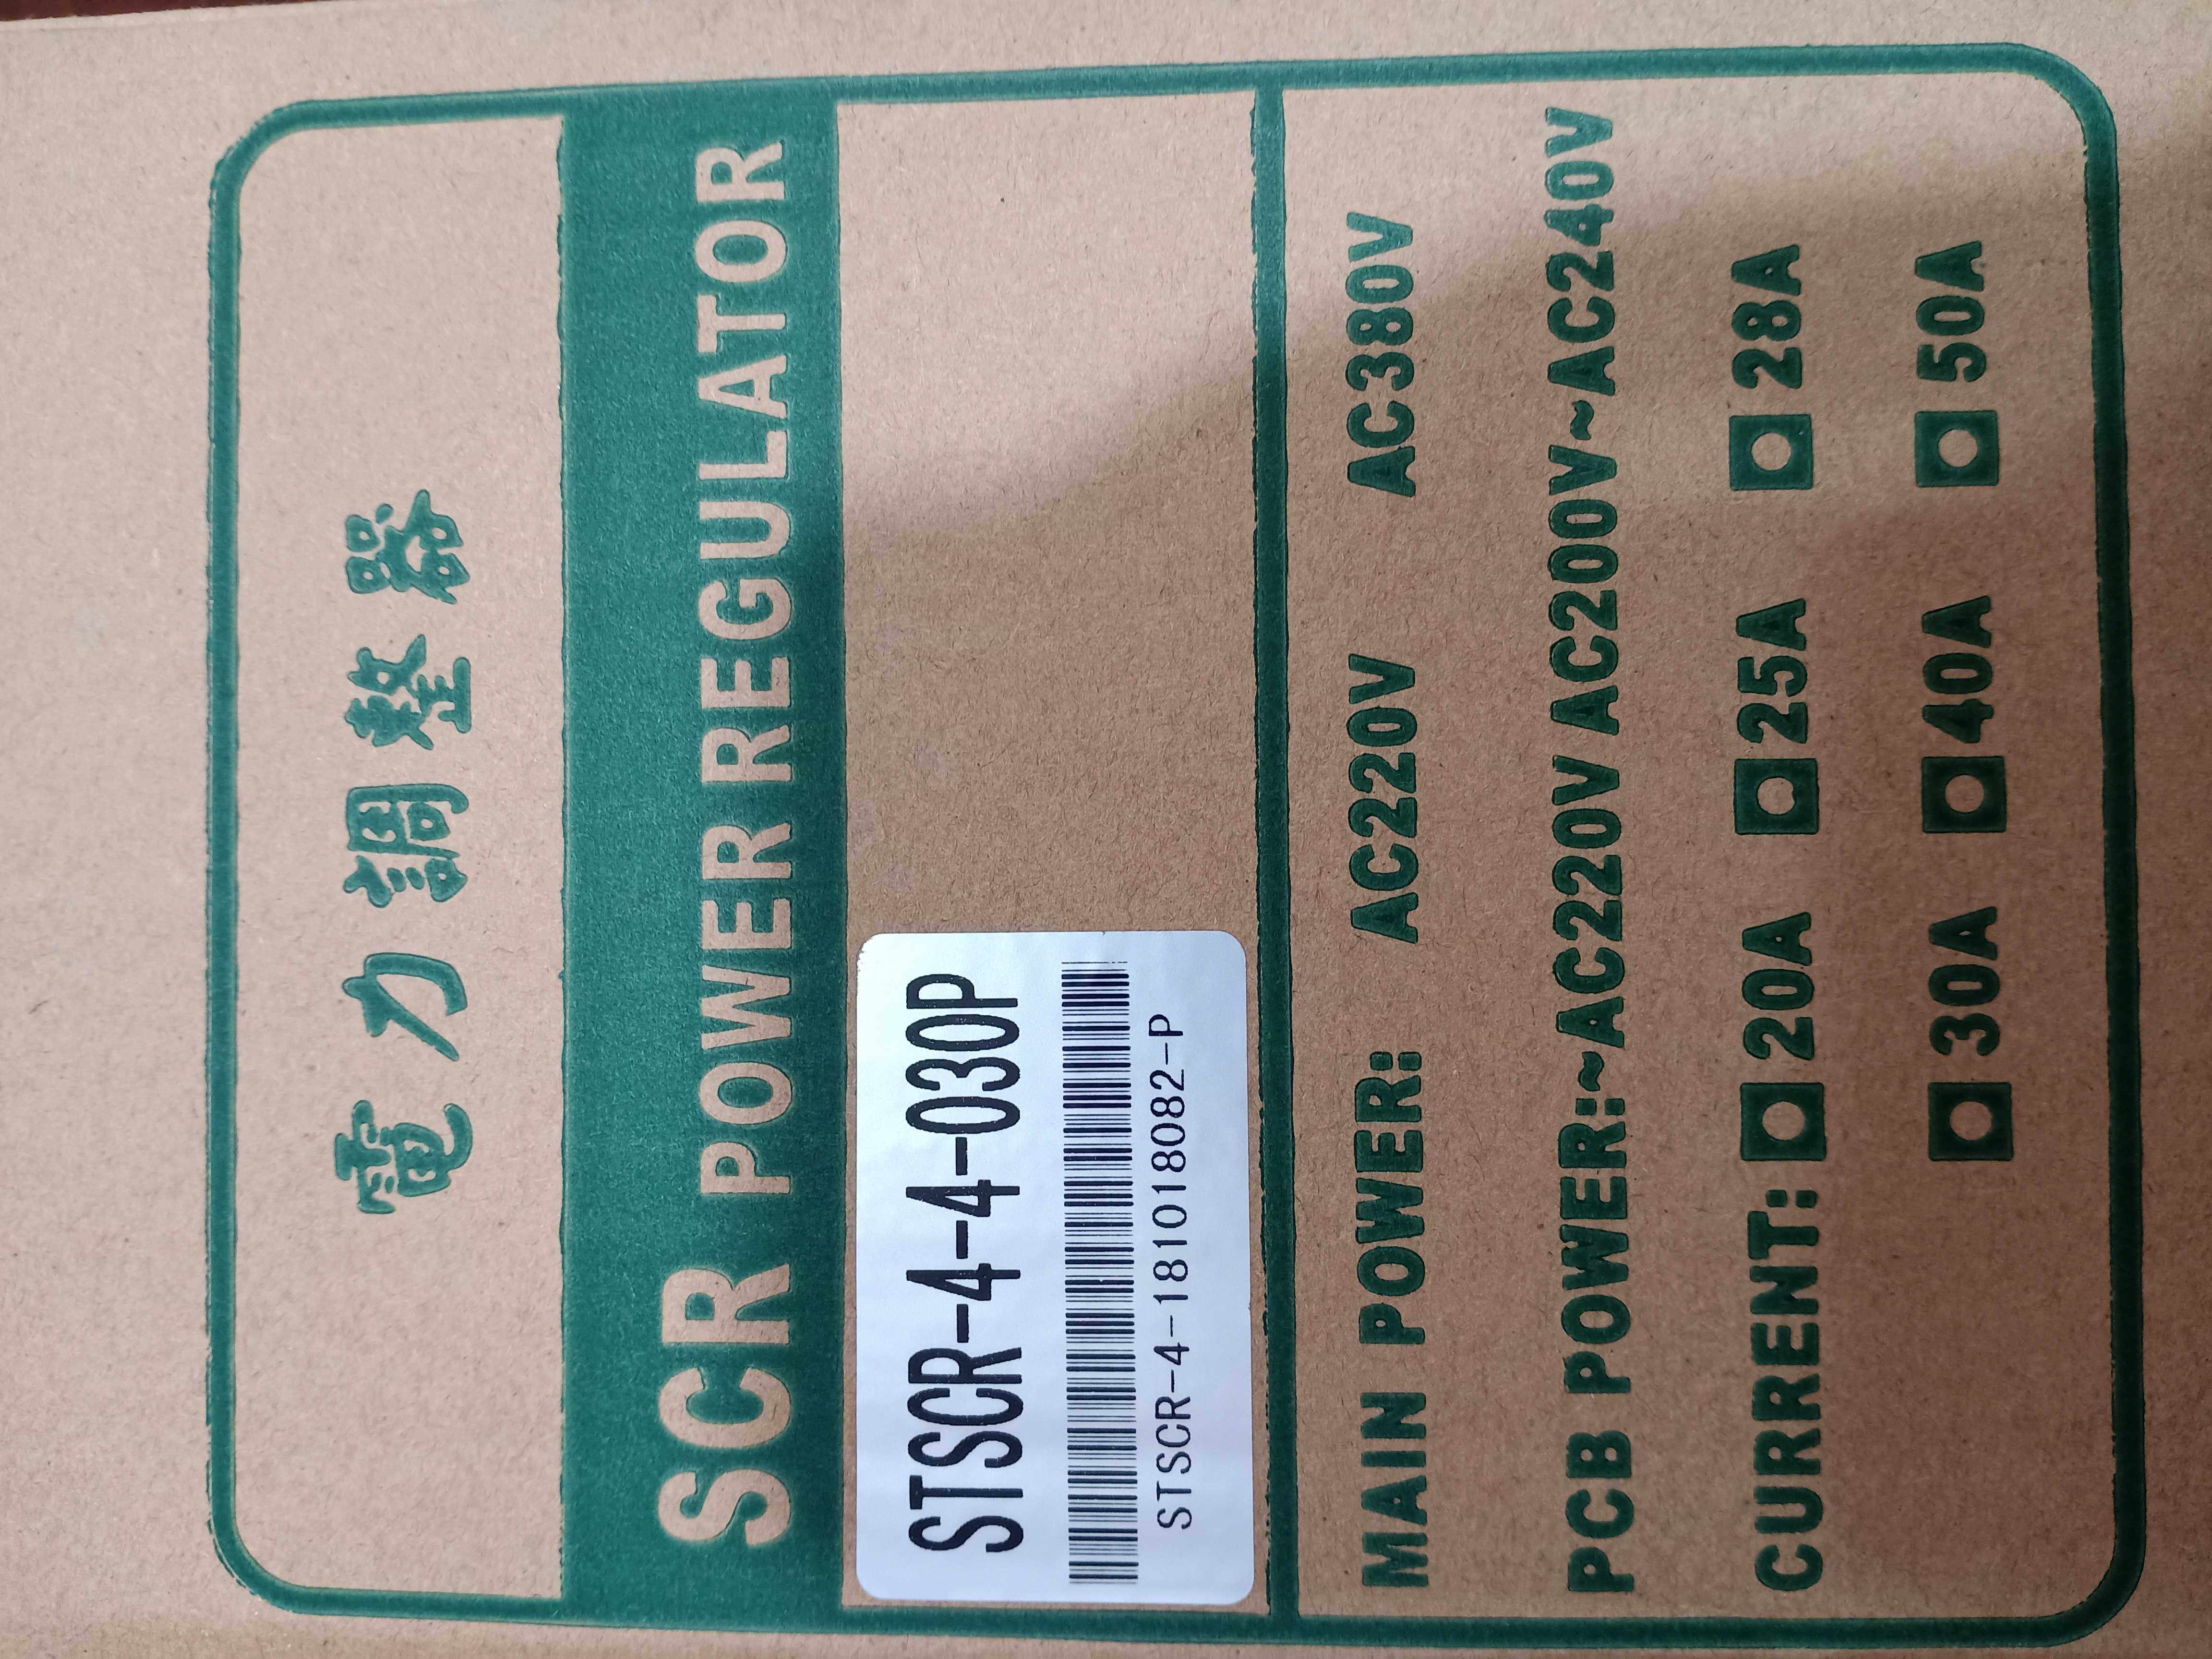 電力調整器
SCR POWER REGULATOR
STSCR-4-4-030P
STSCR-4-181018082-P
MAIN POWER: AC220V AC380V
PCB POWER:~AC220V AC200V~AC240V
CURRENT: 20A 25A 28A
30A 40A 50A